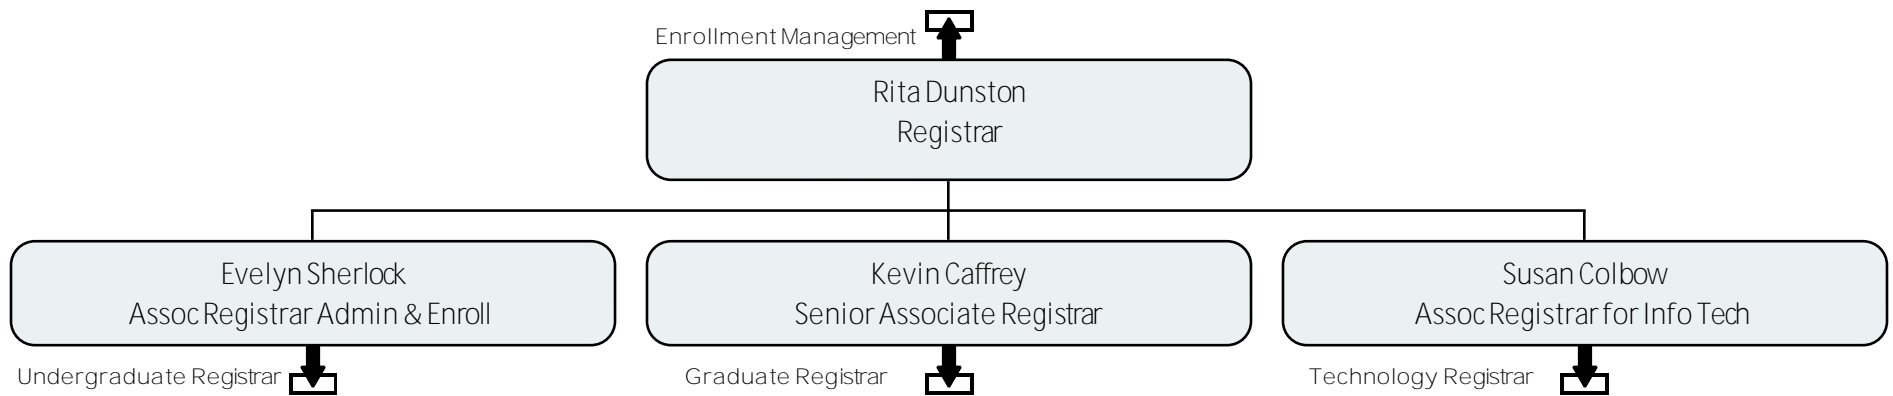 Enrollment Management
Rita Dunston
Registrar
Evelyn Sherlock
Assoc Registrar Admin & Enroll
Kevin Caffrey
Senior Associate Registrar
Susan Colbow
Assoc Registrar for Info Tech
Undergraduate Registrar
Graduate Registrar
Technology Registrar